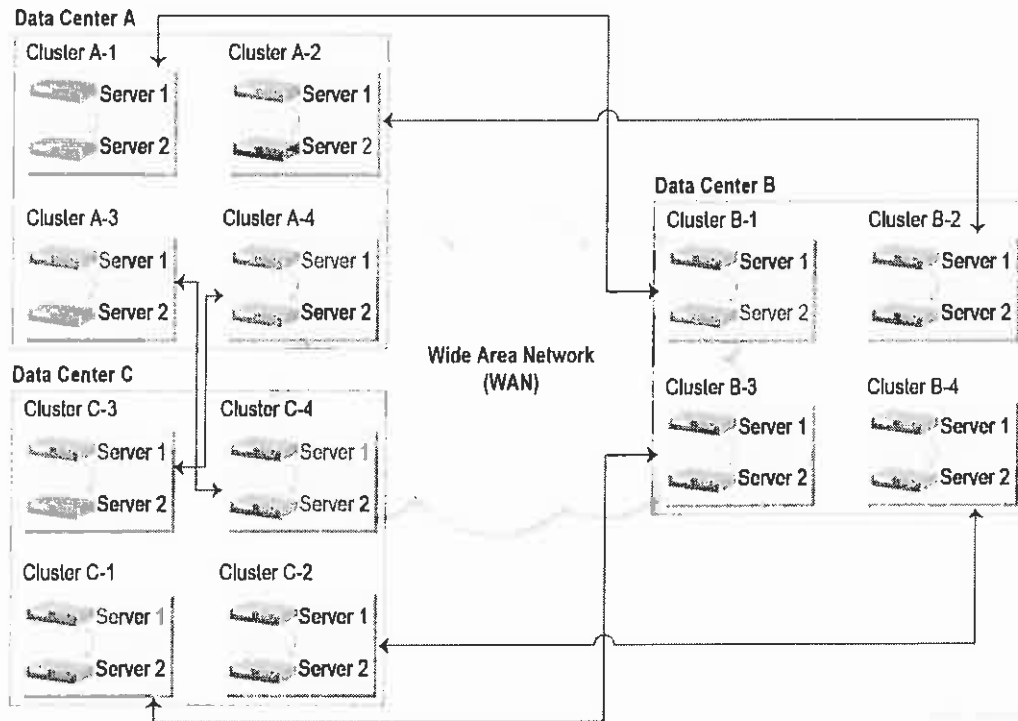 Data Center A
Cluster A-1
Server 1
Server 2
Cluster A-2
Server 1
Server 2
Cluster A-3
Server 1
Server 2
Cluster A-4
Server 1
Server 2
Data Center B
Cluster B-1
Server 1
Server 2
Cluster B-2
Server 1
Server 2
Cluster B-3
Server 1
Server 2
Cluster B-4
Server 1
Server 2
Wide Area Network
(WAN)
Data Center C
Cluster C-3
Server 1
Server 2
Cluster C-4
Server 1
Server 2
Cluster C-1
Server 1
Server 2
Cluster C-2
Server 1
Server 2